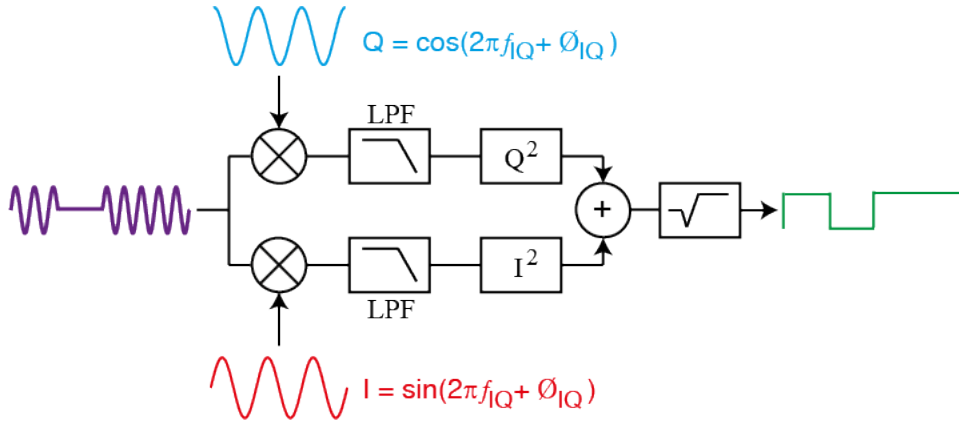 Q = cos(2πf_IQ + Ø_IQ)
LPF
Q²
+
√
I²
LPF
I = sin(2πf_IQ + Ø_IQ)